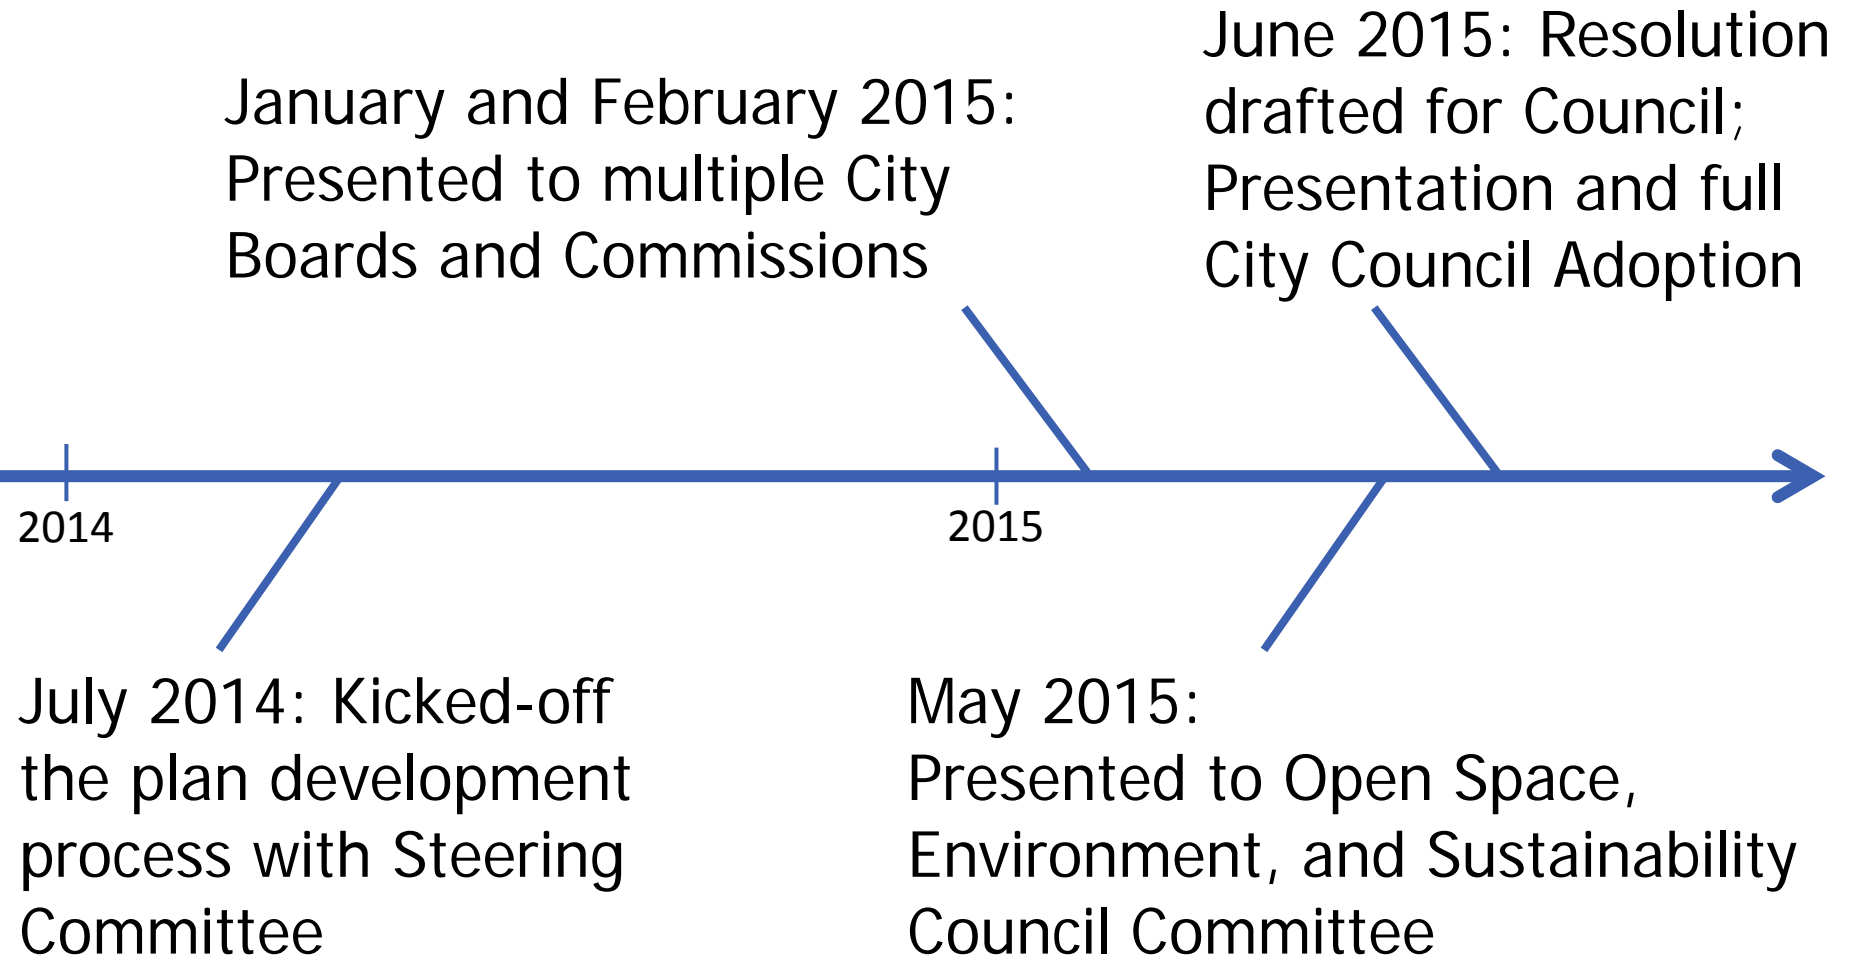 January and February 2015:
Presented to multiple City
Boards and Commissions
June 2015: Resolution
drafted for Council;
Presentation and full
City Council Adoption
2014
2015
July 2014: Kicked-off
the plan development
process with Steering
Committee
May 2015:
Presented to Open Space,
Environment, and Sustainability
Council Committee